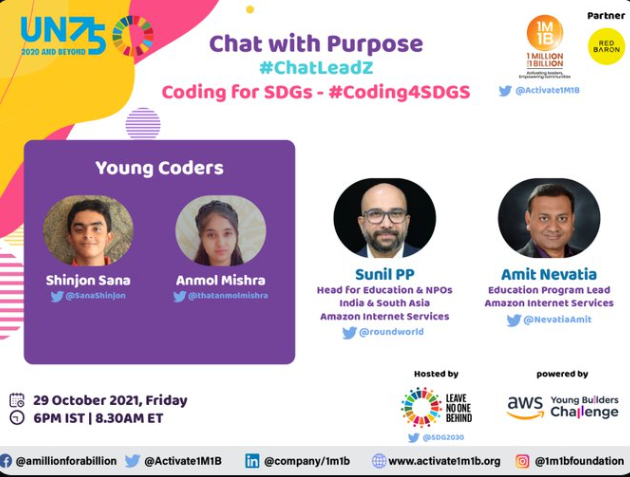 UN75
2020 AND BEYOND
Chat with Purpose
#ChatLeadZ
Coding for SDGs - #Coding4SDGS
1M
1B
1 MILLION
FOR
1 BILLION
Activating leaders,
Empowering Communities
@Activate1M1B
Partner
RED
BARON
Young Coders
Shinjon Sana
@SanaShinjon
Anmol Mishra
@thatanmolmishra
Sunil PP
Head for Education & NPOs
India & South Asia
Amazon Internet Services
@roundworld
Amit Nevatia
Education Program Lead
Amazon Internet Services
@NevatiaAmit
29 October 2021, Friday
6PM IST | 8.30AM ET
Hosted by
LEAVE
NO ONE
BEHIND
@SDG2030
powered by
aws
Young Builders
Challenge
@amillionforabillion
@Activate1M1B
@company/1m1b
www.activate1m1b.org
@1m1bfoundation